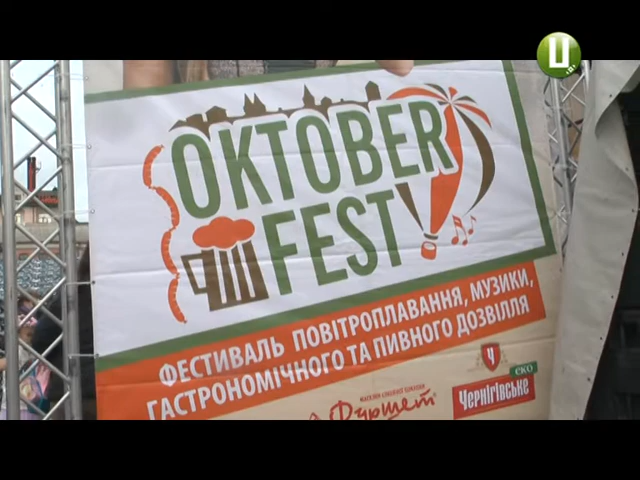 Ц
OKTOBER
FEST
ФЕСТИВАЛЬ ПОВІТРОПЛАВАННЯ, МУЗИКИ,
ГАСТРОНОМІЧНОГО ТА ПИВНОГО ДОЗВІЛЛЯ
Фуршет
Ч
еко
Чернігівське